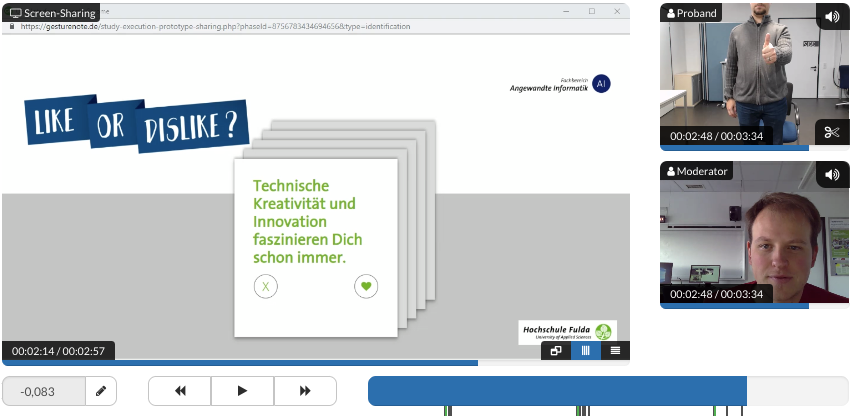 Screen-Sharing
me
https://gesturenote.de/study-execution-prototype-sharing.php?phaseId=87567834346946568&type=identification
Fachbereich
Angewandte Informatik AI
LIKE OR DISLIKE?
Technische
Kreativität und
Innovation
faszinieren Dich
schon immer.
X
Hochschule Fulda
University of Applied Sciences
00:02:14 / 00:02:57
Proband
00:02:48 / 00:03:34
Moderator
00:02:48 / 00:03:34
-0,083